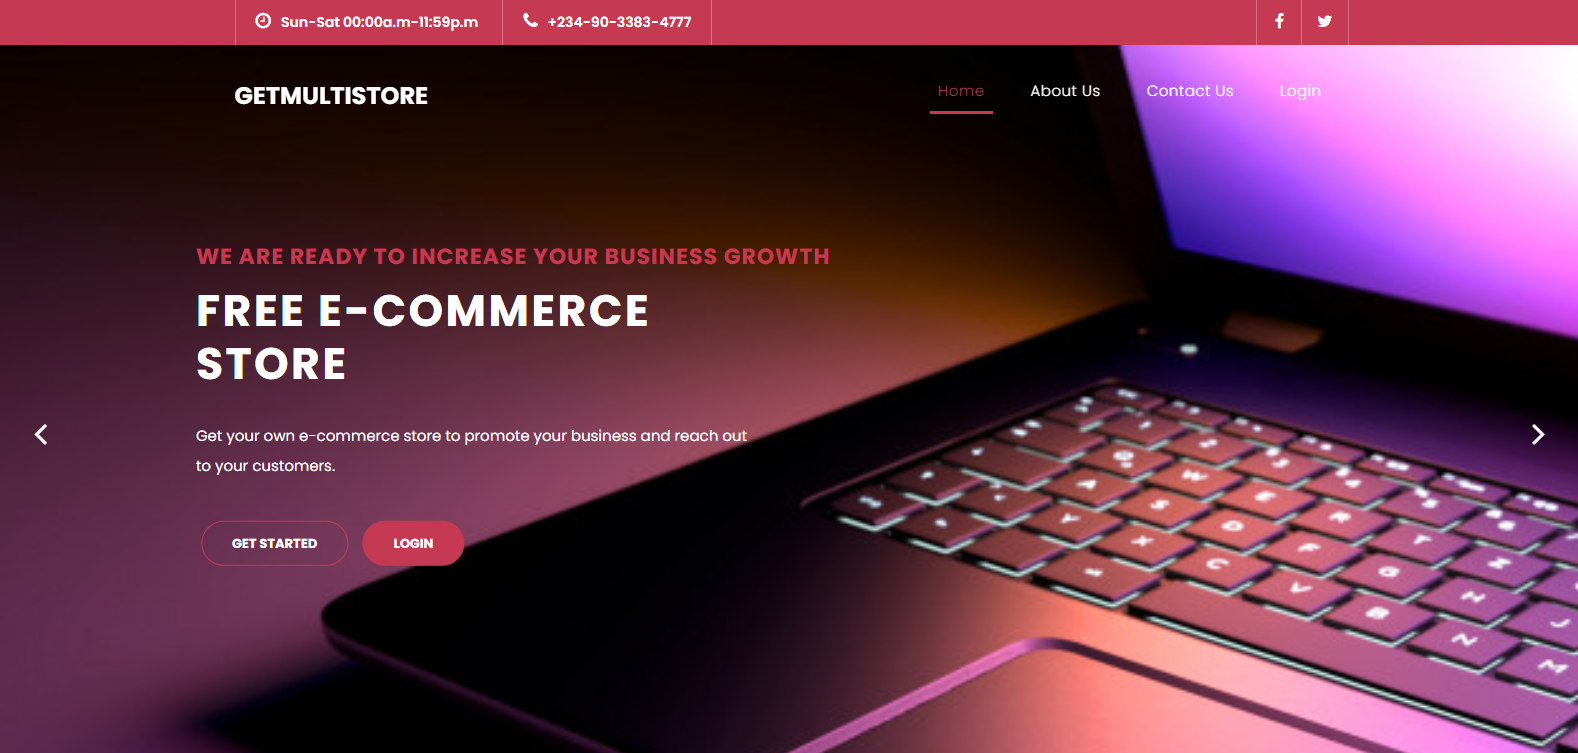 Sun-Sat 00:00a.m-11:59p.m +234-90-3383-4777
GETMULTISTORE
Home About Us Contact Us Login
WE ARE READY TO INCREASE YOUR BUSINESS GROWTH
FREE E-COMMERCE
STORE
Get your own e-commerce store to promote your business and reach out
to your customers.
GET STARTED LOGIN